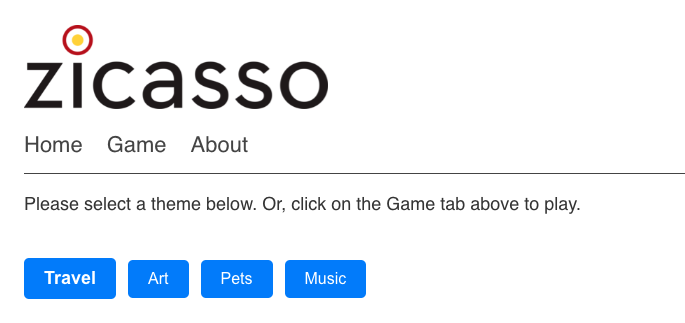 zicasso
Home Game About
Please select a theme below. Or, click on the Game tab above to play.
Travel Art Pets Music